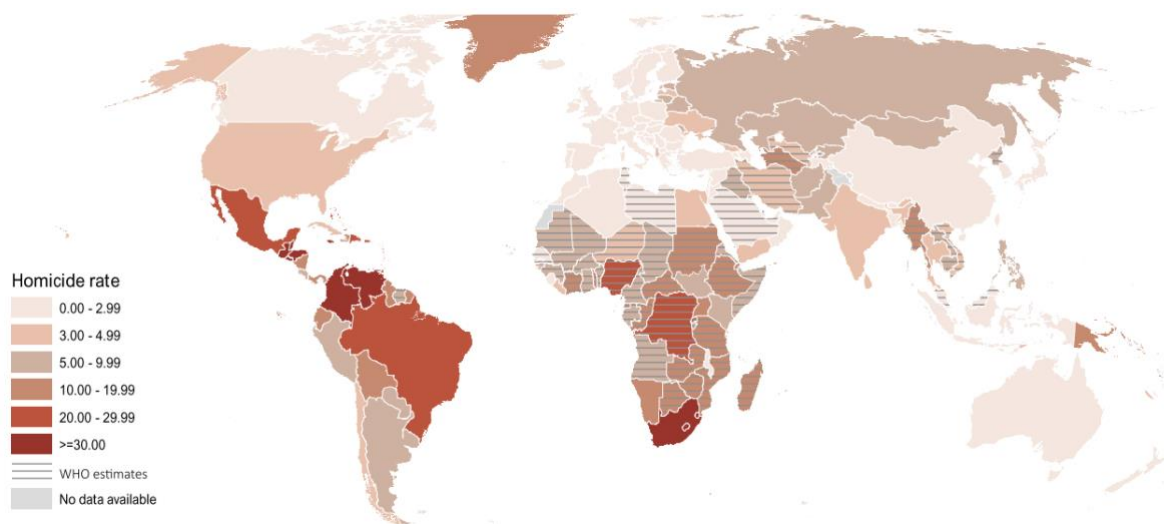 Homicide rate
0.00 - 2.99
3.00 - 4.99
5.00 - 9.99
10.00 - 19.99
20.00 - 29.99
>=30.00
WHO estimates
No data available